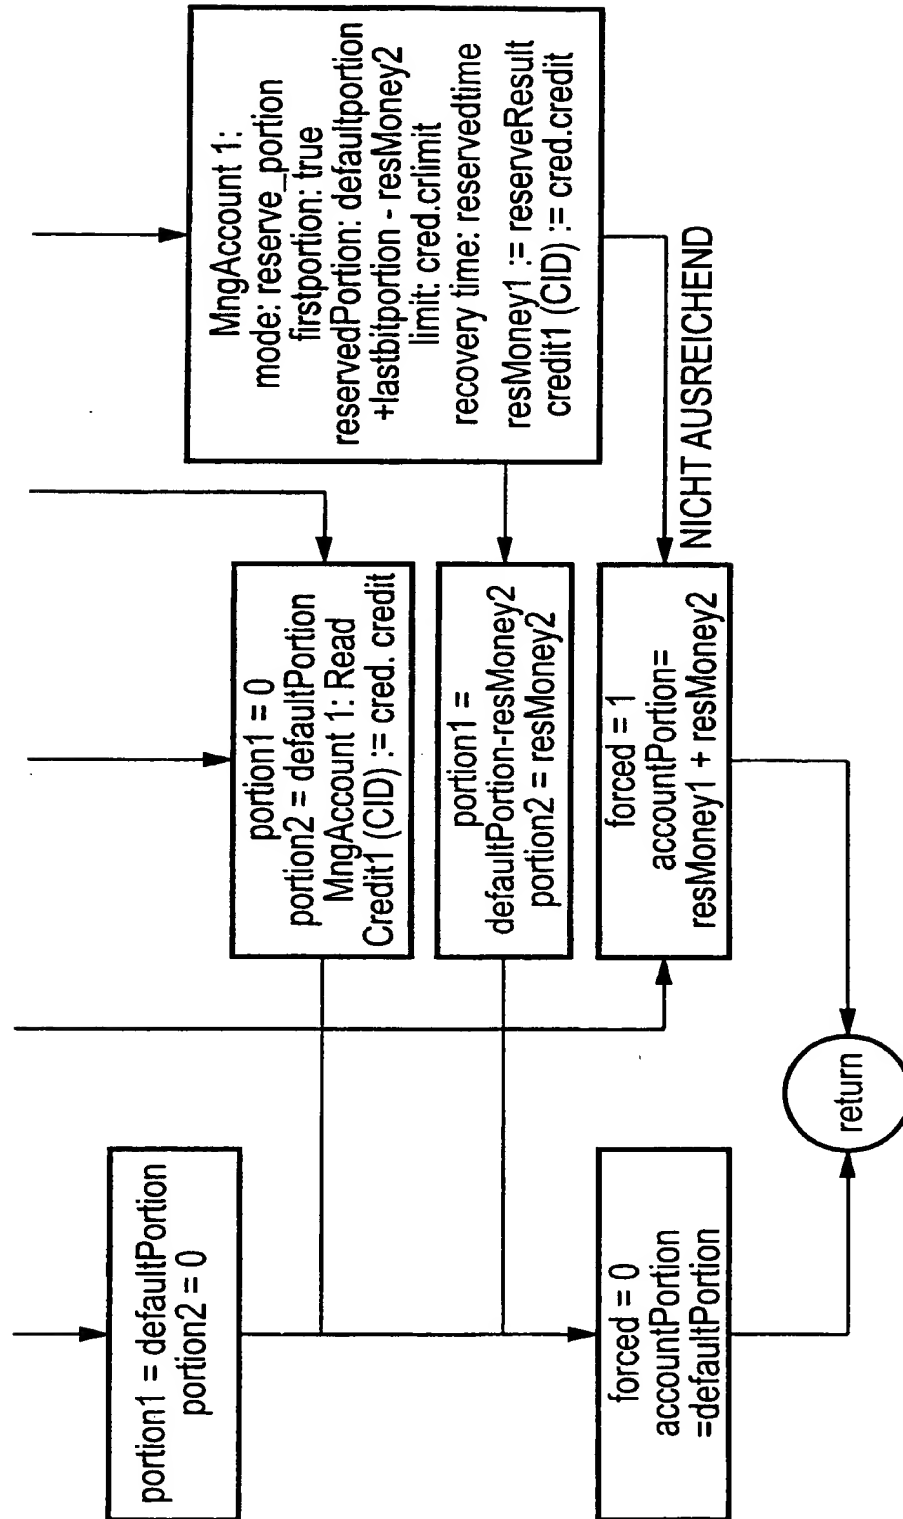 MngAccount 1:
mode: reserve_portion
firstportion: true
reservedPortion: defaultportion
+lastbitportion - resMoney2
limit: cred.crlimit
recovery time: reservedtime
resMoney1 := reserveResult
credit1 (CID) := cred.credit
NICHT AUSREICHEND
portion1 = 0
portion2 = defaultPortion
MngAccount 1: Read
Credit1 (CID) := cred. credit
portion1 =
defaultPortion-resMoney2
portion2 = resMoney2
forced = 1
accountPortion=
resMoney1 + resMoney2
portion1 = defaultPortion
portion2 = 0
forced = 0
accountPortion
=defaultPortion
return